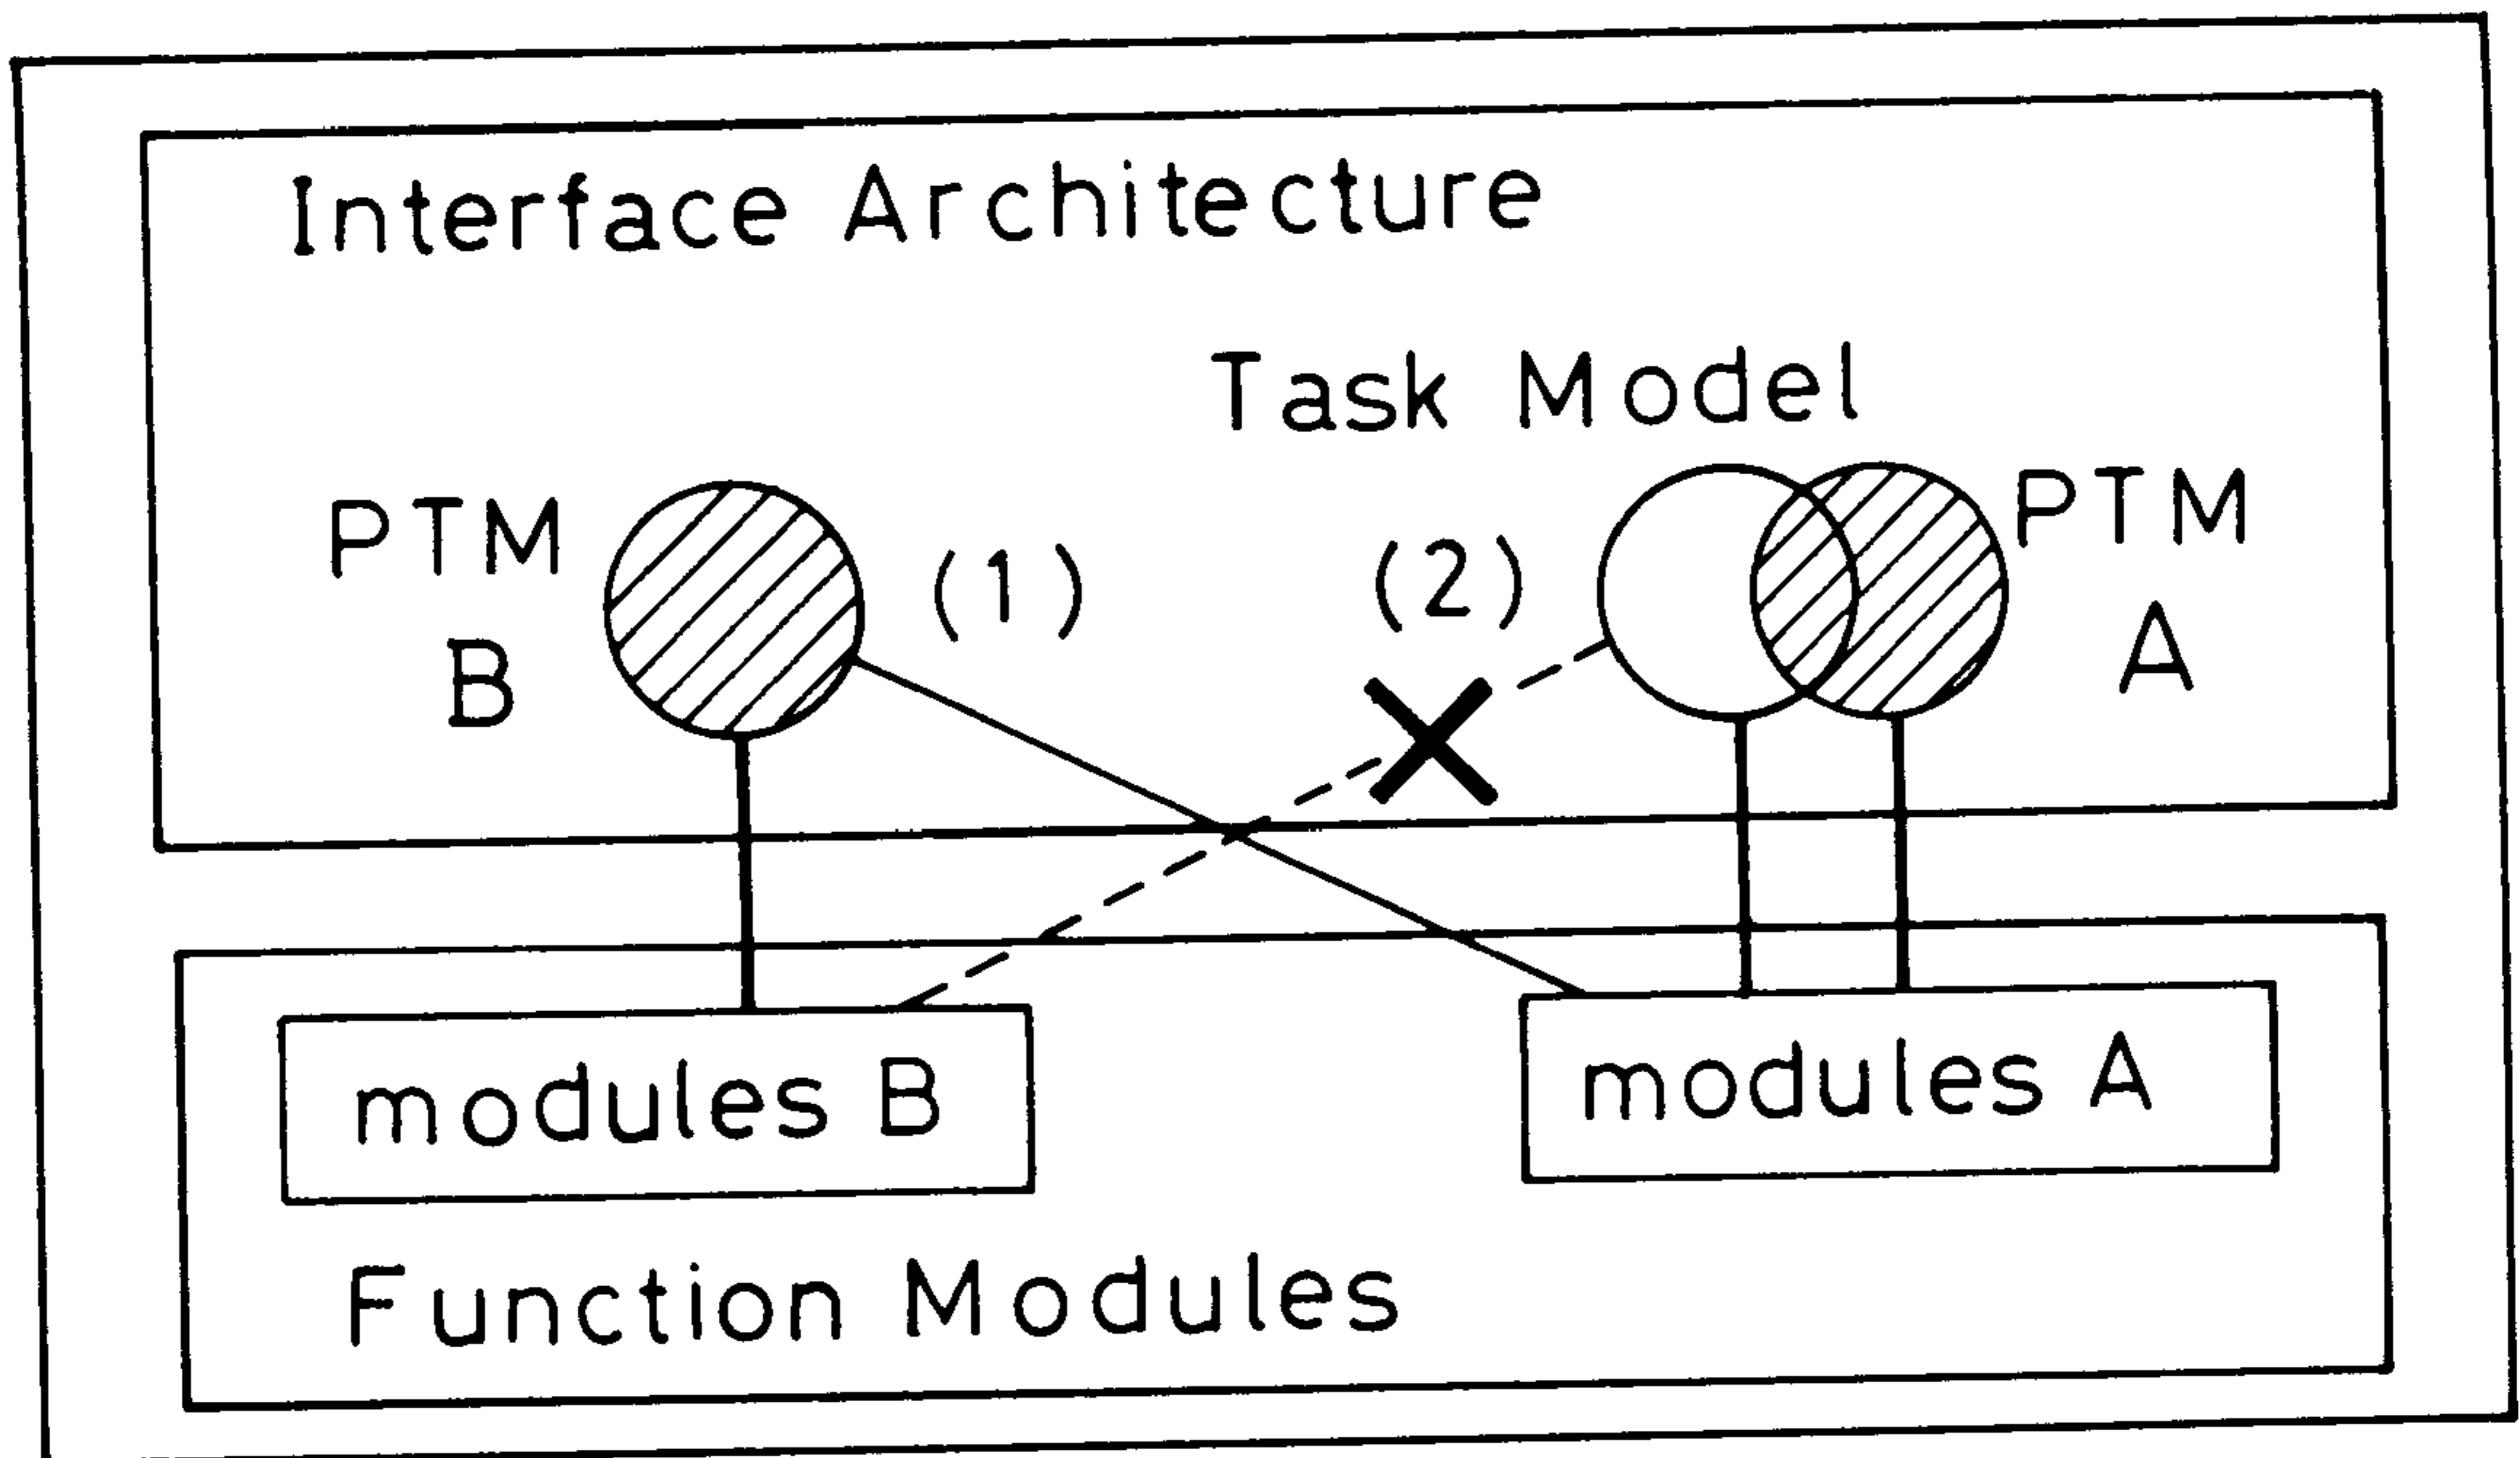 Interface Architecture
Task Model
PTM
B
(1)
(2)
PTM
A
modules B
modules A
Function Modules